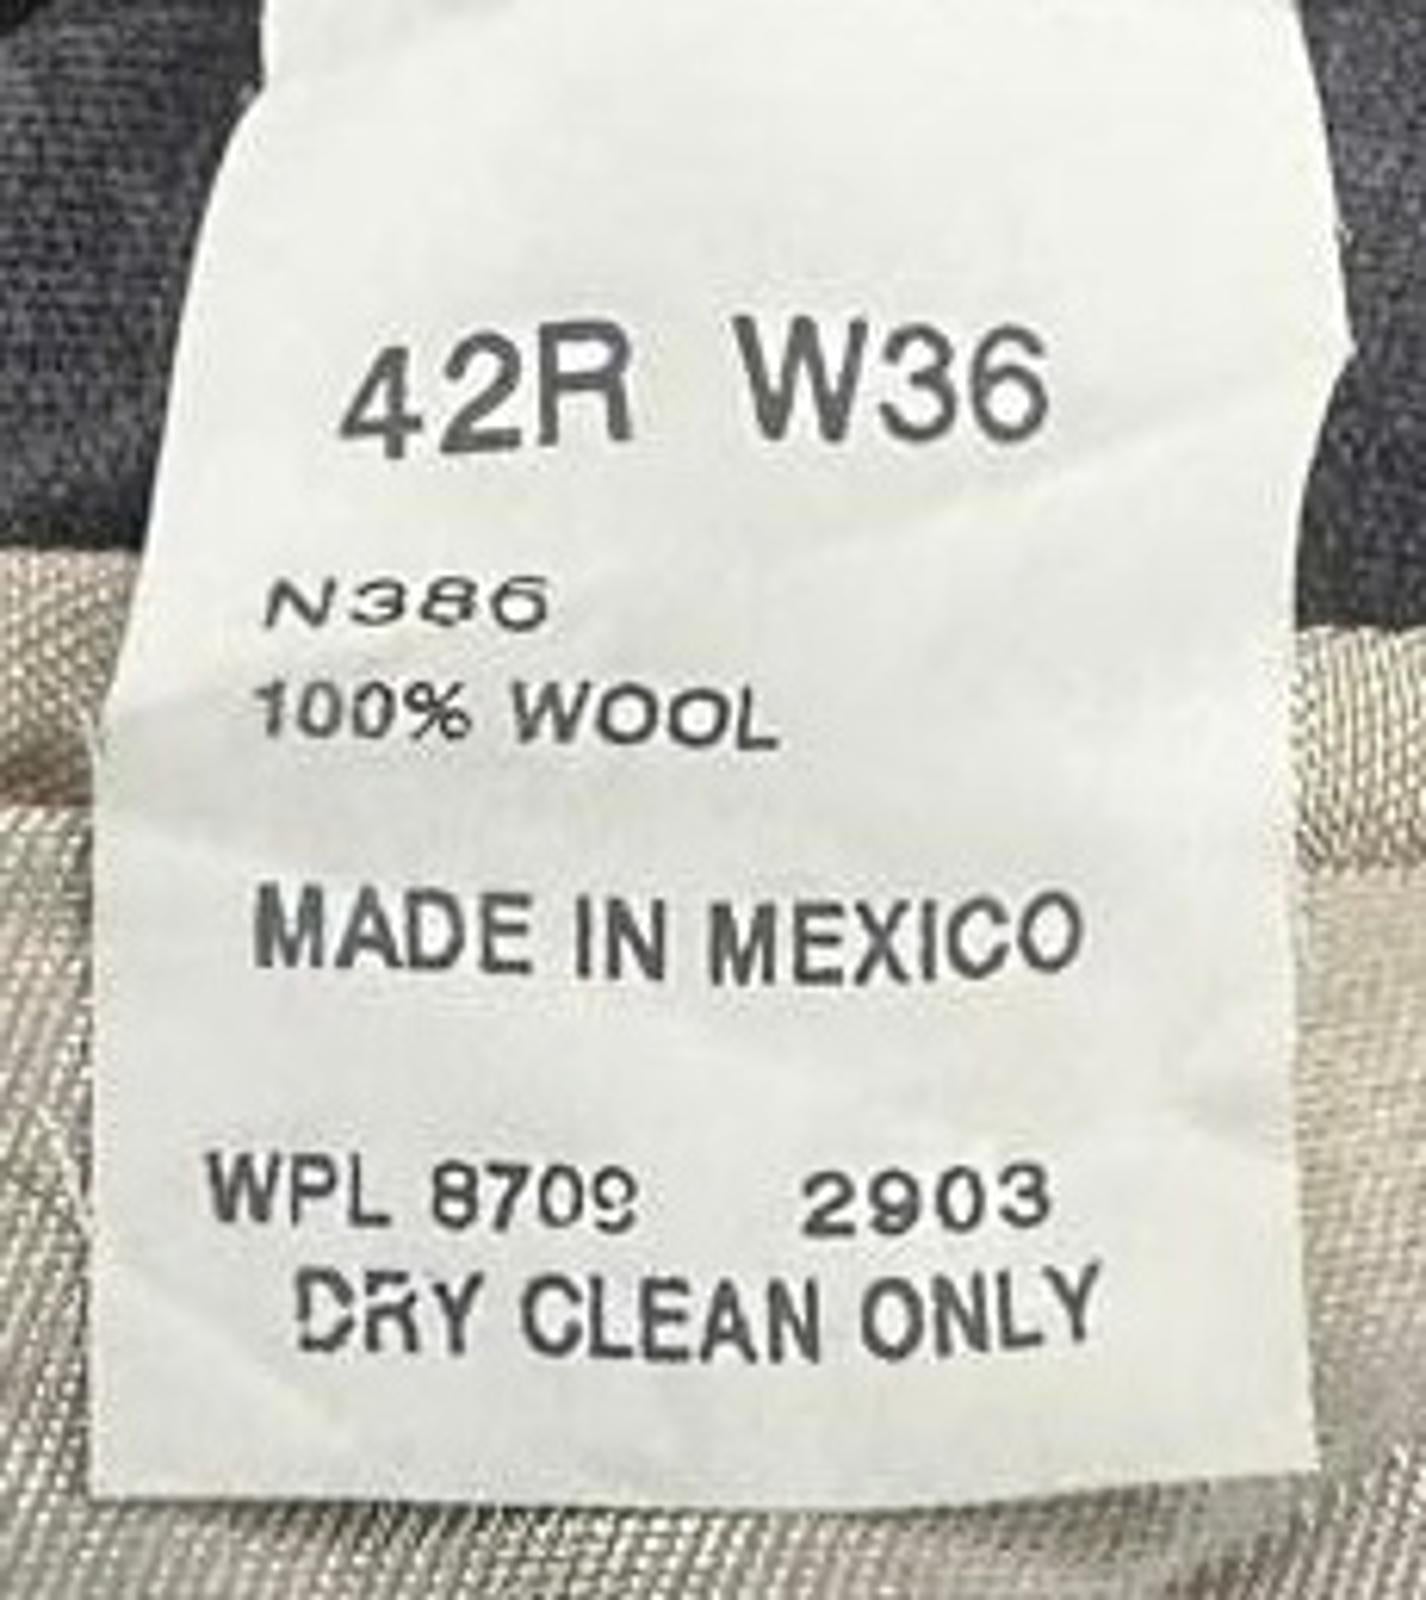 42R W36
N386
100% WOOL
MADE IN MEXICO
WPL 8709 2903
DRY CLEAN ONLY